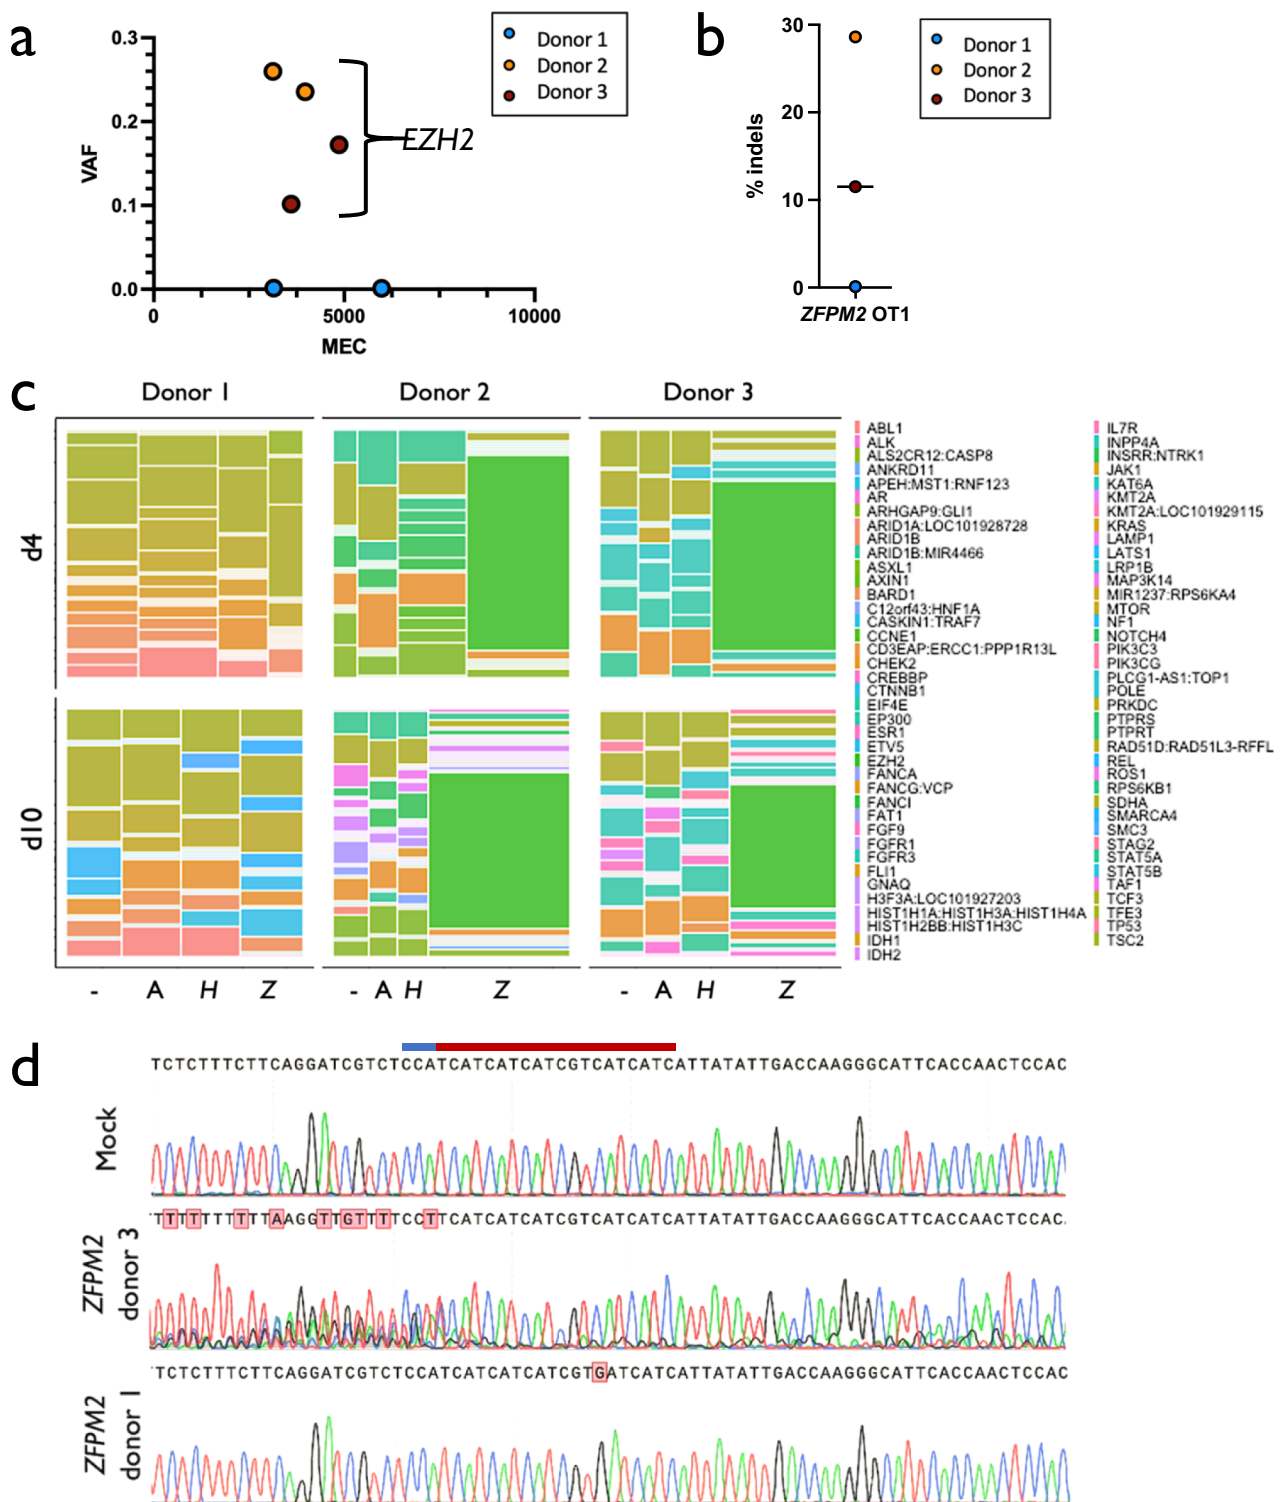 a
0.3
0.2
0.1
0.0
VAF
0
5000
10000
MEC
EZH2
Donor 1
Donor 2
Donor 3
b
30
20
10
0
% indels
ZFPM2 OT1
Donor 1
Donor 2
Donor 3
c
Donor 1
Donor 2
Donor 3
d4
d10
- A H Z
- A H Z
- A H Z
ABL1
ALK
ALS2CR12:CASP8
ANKRD11
APEH:MST1:RNF123
AR
ARHGAP9:GLI1
ARID1A:LOC101928728
ARID1B
ARID1B:MIR4466
ASXL1
AXIN1
BARD1
C12orf43:HNF1A
CASKIN1:TRAF7
CCNE1
CD3EAP:ERCC1:PPP1R13L
CHEK2
CREBBP
CTNNB1
EIF4E
EP300
ESR1
ETV5
EZH2
FANCA
FANCG:VCP
FANCI
FAT1
FGF9
FGFR1
FGFR3
FLI1
GNAQ
H3F3A:LOC101927203
HIST1H1A:HIST1H3A:HIST1H4A
HIST1H2BB:HIST1H3C
IDH1
IDH2
IL7R
INPP4A
INSRR:NTRK1
JAK1
KAT6A
KMT2A
KMT2A:LOC101929115
KRAS
LAMP1
LATS1
LRP1B
MAP3K14
MIR1237:RPS6KA4
MTOR
NF1
NOTCH4
PIK3C3
PIK3CG
PLCG1-AS1:TOP1
POLE
PRKDC
PTPRS
PTPRT
RAD51D:RAD51L3-RFFL
REL
ROS1
RPS6KB1
SDHA
SMARCA4
SMC3
STAG2
STAT5A
STAT5B
TAF1
TCF3
TFE3
TP53
TSC2
d
TCTCTTTCTTCAGGATCGTCTCCATCATCATCATCGTCATCATCATTATATTGACCAAGGGCATTCACCAACTCCAC
Mock
TTTTTTTTTAAGGTTGTTTTCCTTCATCATCATCGTCATCATCATTATATTGACCAAGGGCATTCACCAACTCCAC
ZFPM2
donor 3
TCTCTTTCTTCAGGATCGTCTCCATCATCATCATCGTGATCATCATTATATTGACCAAGGGCATTCACCAACTCCAC
ZFPM2
donor 1